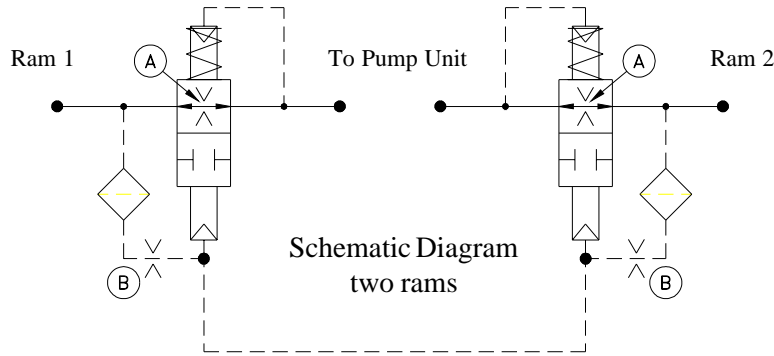 Ram 1
A
To Pump Unit
A
Ram 2
Schematic Diagram
two rams
B
B